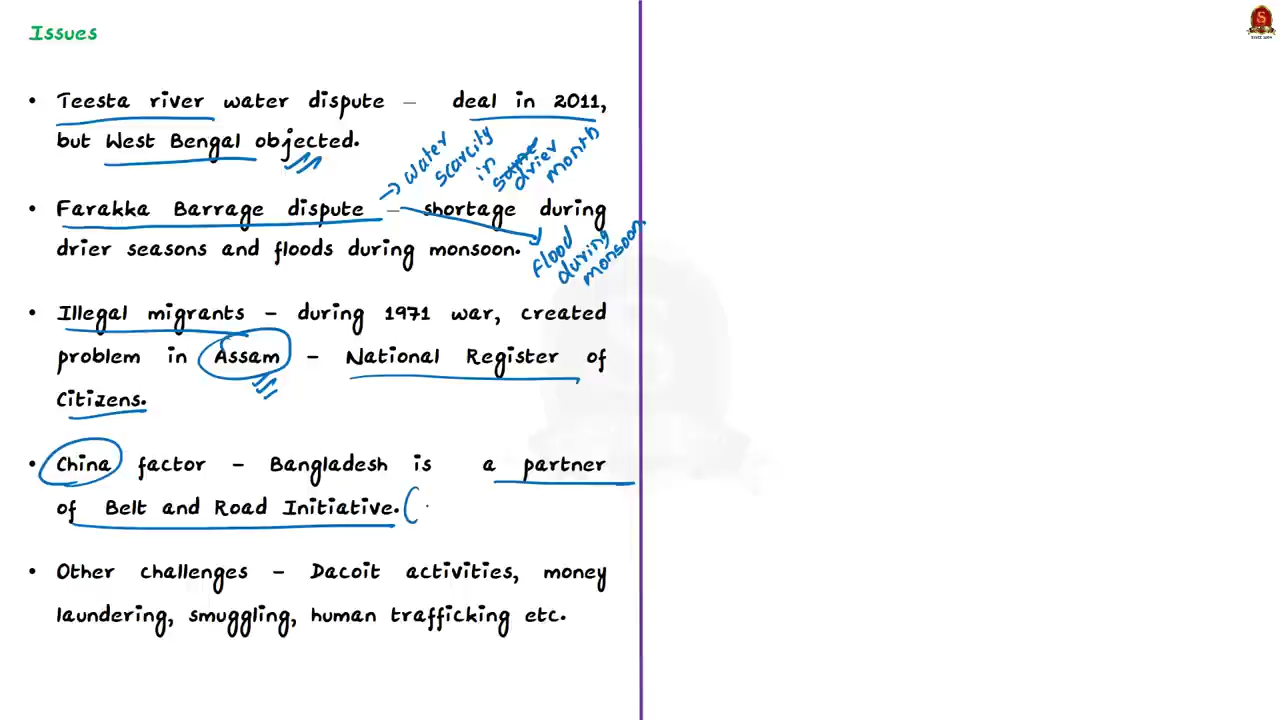 Issues
• Teesta river water dispute – deal in 2011,
but West Bengal objected.
→ water
scarcity
in
drier
month
• Farakka Barrage dispute – shortage during
drier seasons and floods during monsoon.
flood
during
monsoon
• Illegal migrants – during 1971 war, created
problem in Assam – National Register of
Citizens.
• China factor – Bangladesh is a partner
of Belt and Road Initiative. (
• Other challenges – Dacoit activities, money
laundering, smuggling, human trafficking etc.